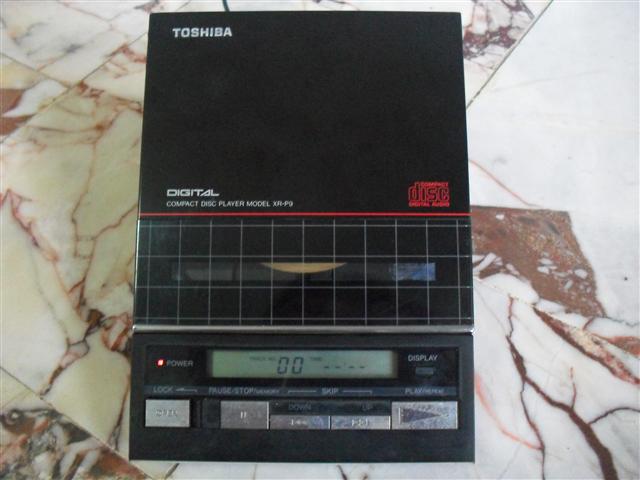 TOSHIBA
DIGITAL
COMPACT DISC PLAYER MODEL XR-P9
COMPACT
disc
DIGITAL AUDIO
POWER
TRACK NO. 00 TIME --'--
DISPLAY
LOCK PAUSE/STOP/MEMORY SKIP PLAY/REPEAT
DOWN UP
OPEN